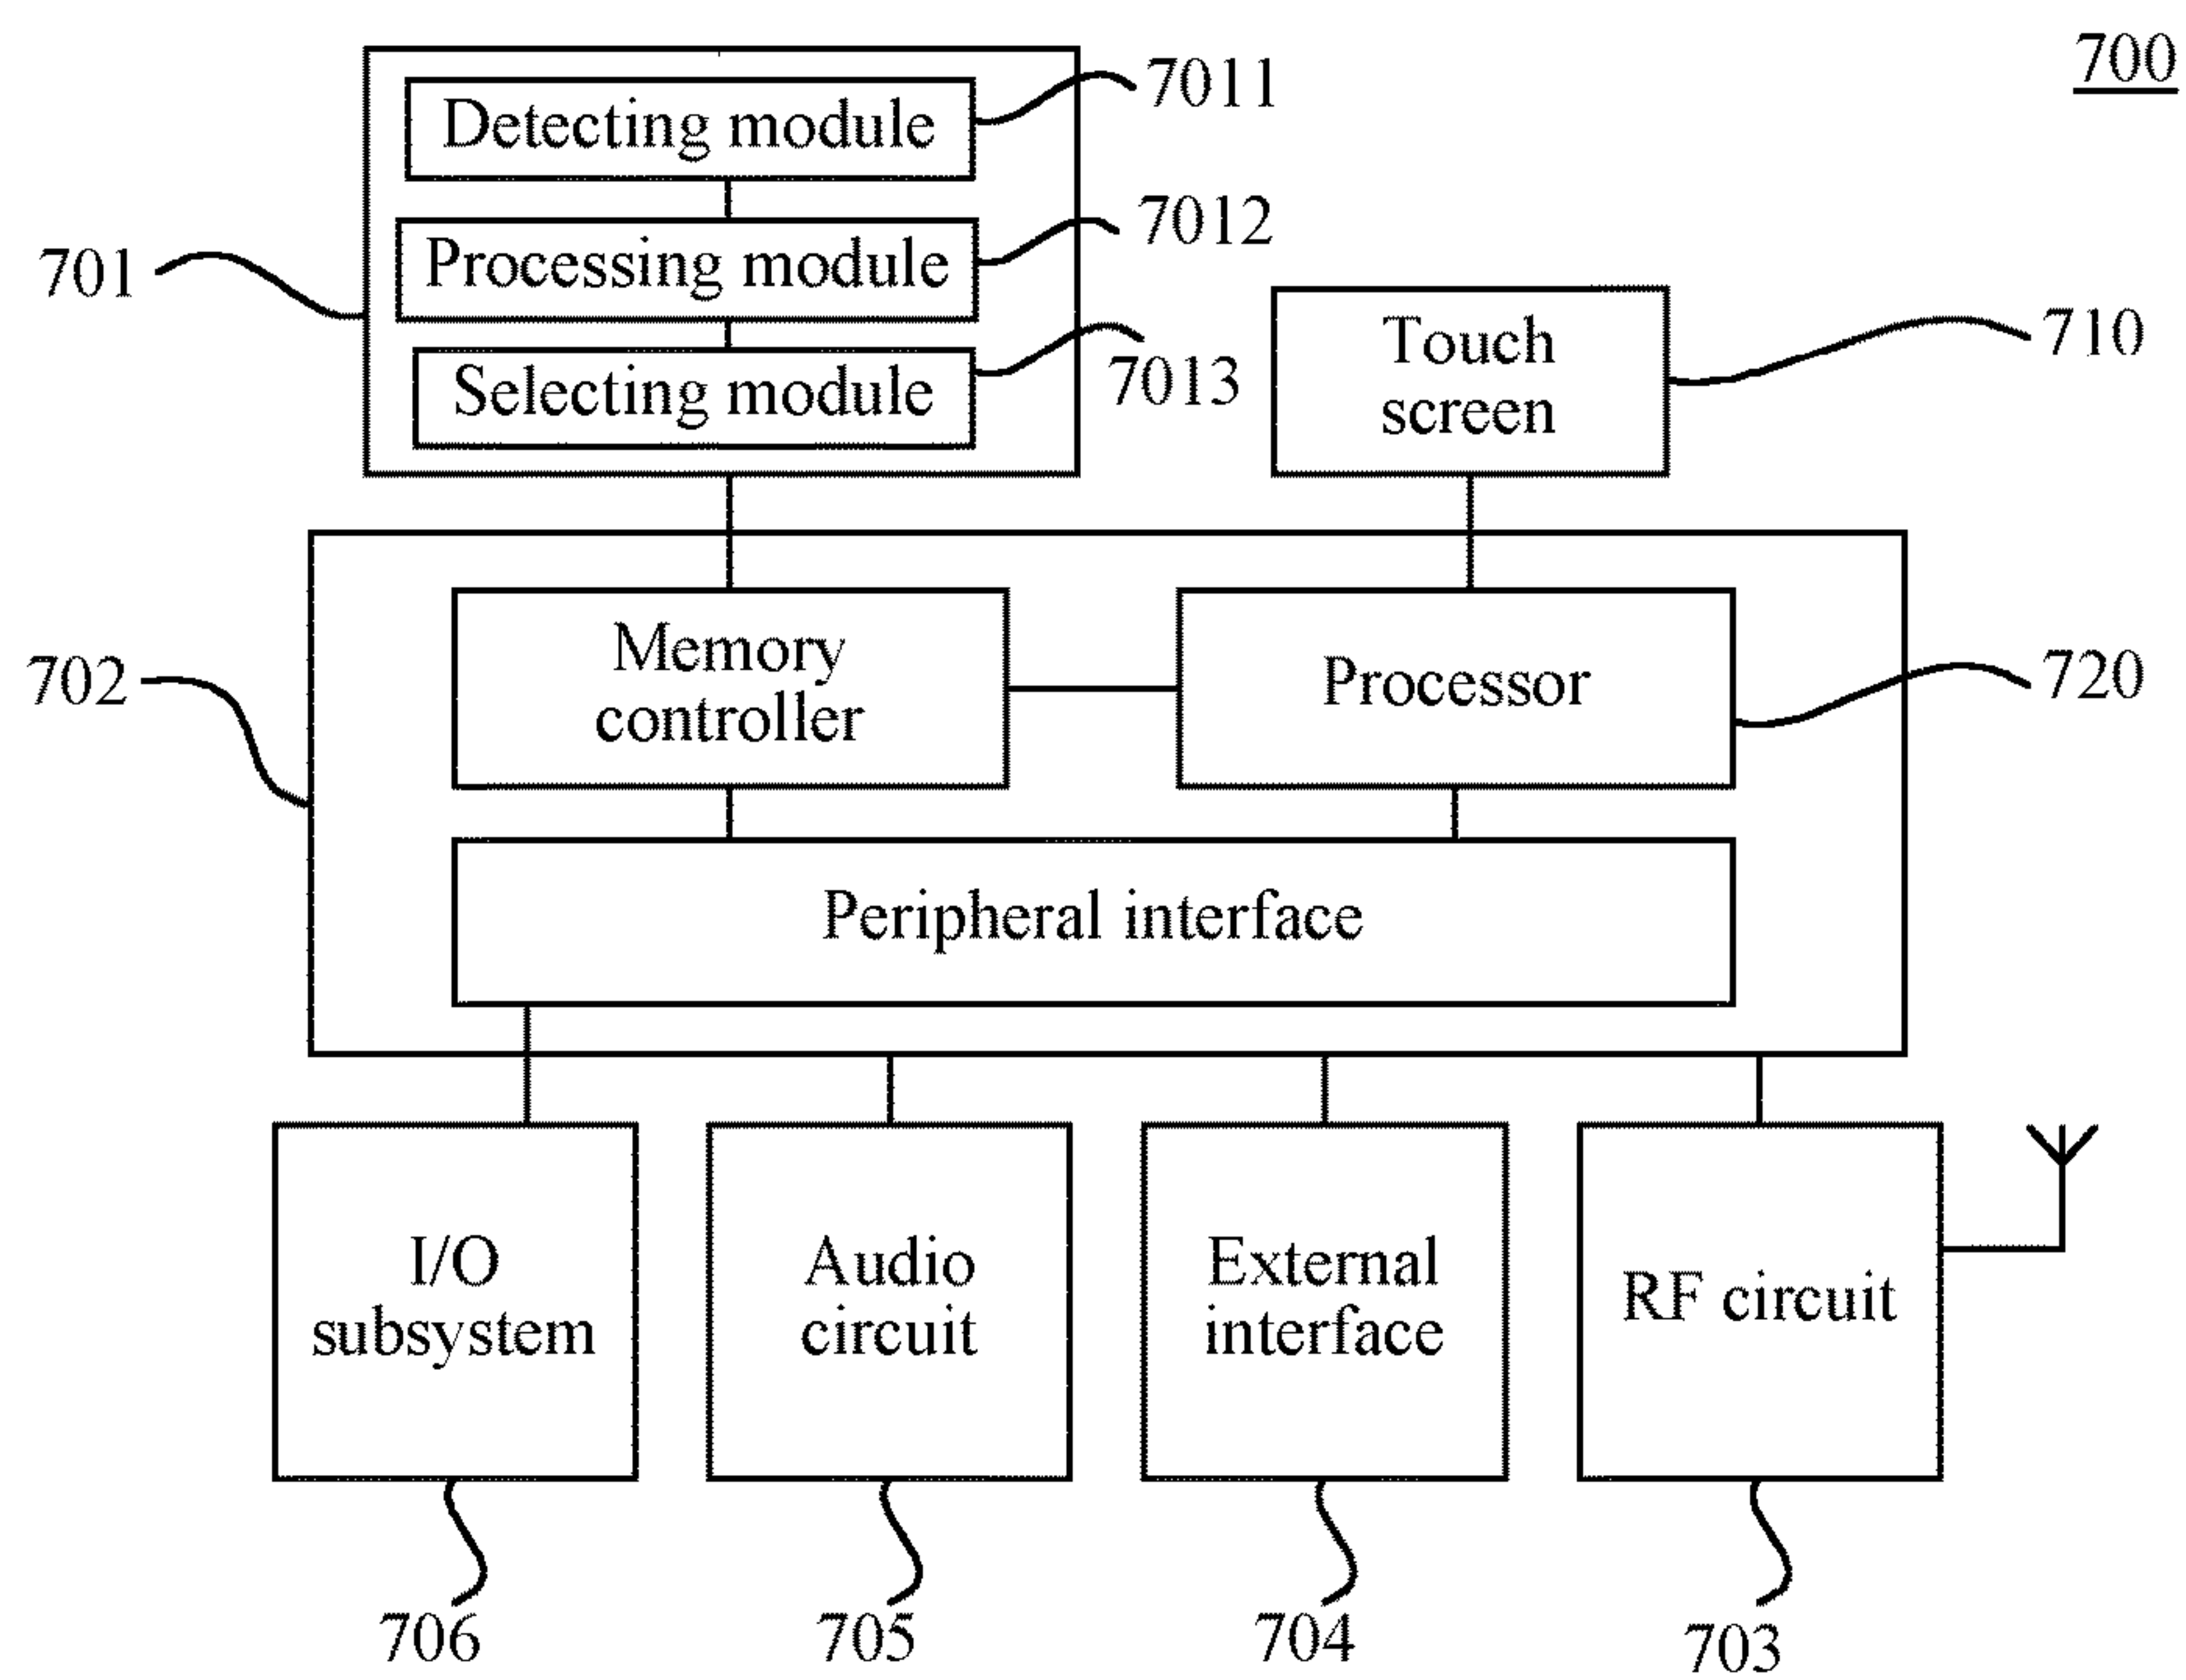 700
Detecting module
7011
Processing module
7012
701
Selecting module
7013
Touch
screen
710
Memory
controller
Processor
702
720
Peripheral interface
I/O
subsystem
Audio
circuit
External
interface
RF circuit
706
705
704
703